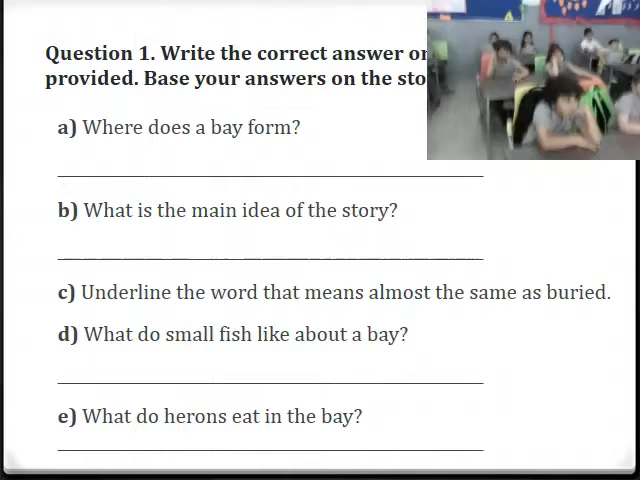 Question 1. Write the correct answer on
provided. Base your answers on the sto
a) Where does a bay form?
b) What is the main idea of the story?
c) Underline the word that means almost the same as buried.
d) What do small fish like about a bay?
e) What do herons eat in the bay?